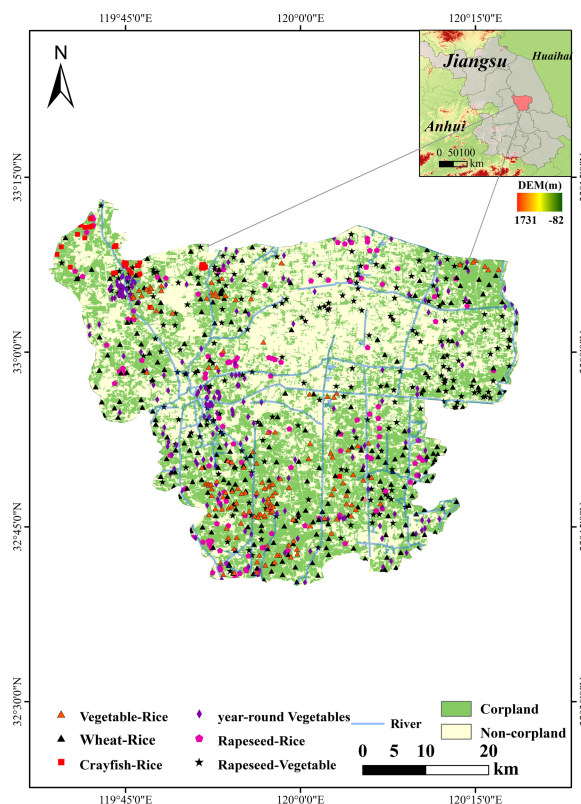 119°45'0"E 120°0'0" 120°15'0"E
N
Jiangsu
Huaihai
Anhui
0 50100
km
DEM(m)
1731 -82
33°15'0"N
33°0'0"N
32°45'0"N
32°30'0"N
Vegetable-Rice
Wheat-Rice
Crayfish-Rice
year-round Vegetables
Rapeseed-Rice
Rapeseed-Vegetable
River
Corpland
Non-corpland
0 5 10 20
km
119°45'0"E 120°0'0" 120°15'0"E